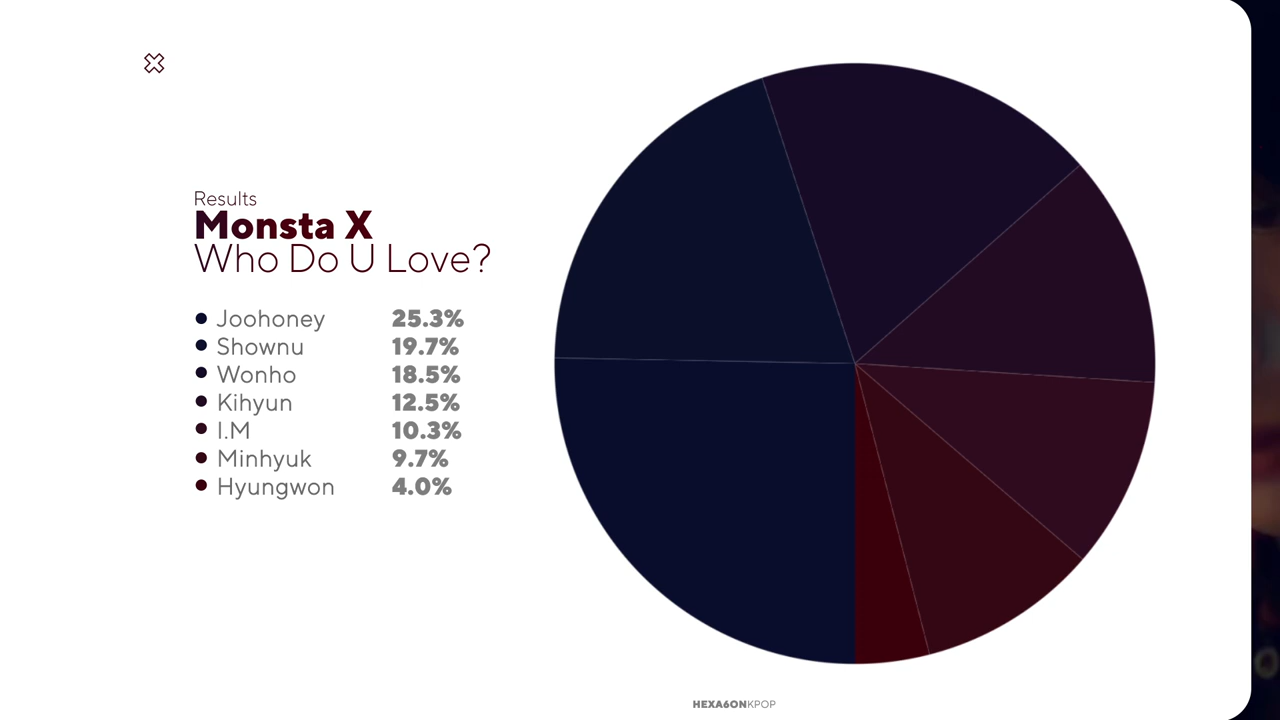 Results
Monsta X
Who Do U Love?
Joohoney 25.3%
Shownu 19.7%
Wonho 18.5%
Kihyun 12.5%
I.M 10.3%
Minhyuk 9.7%
Hyungwon 4.0%
HEXA6ONKPOP